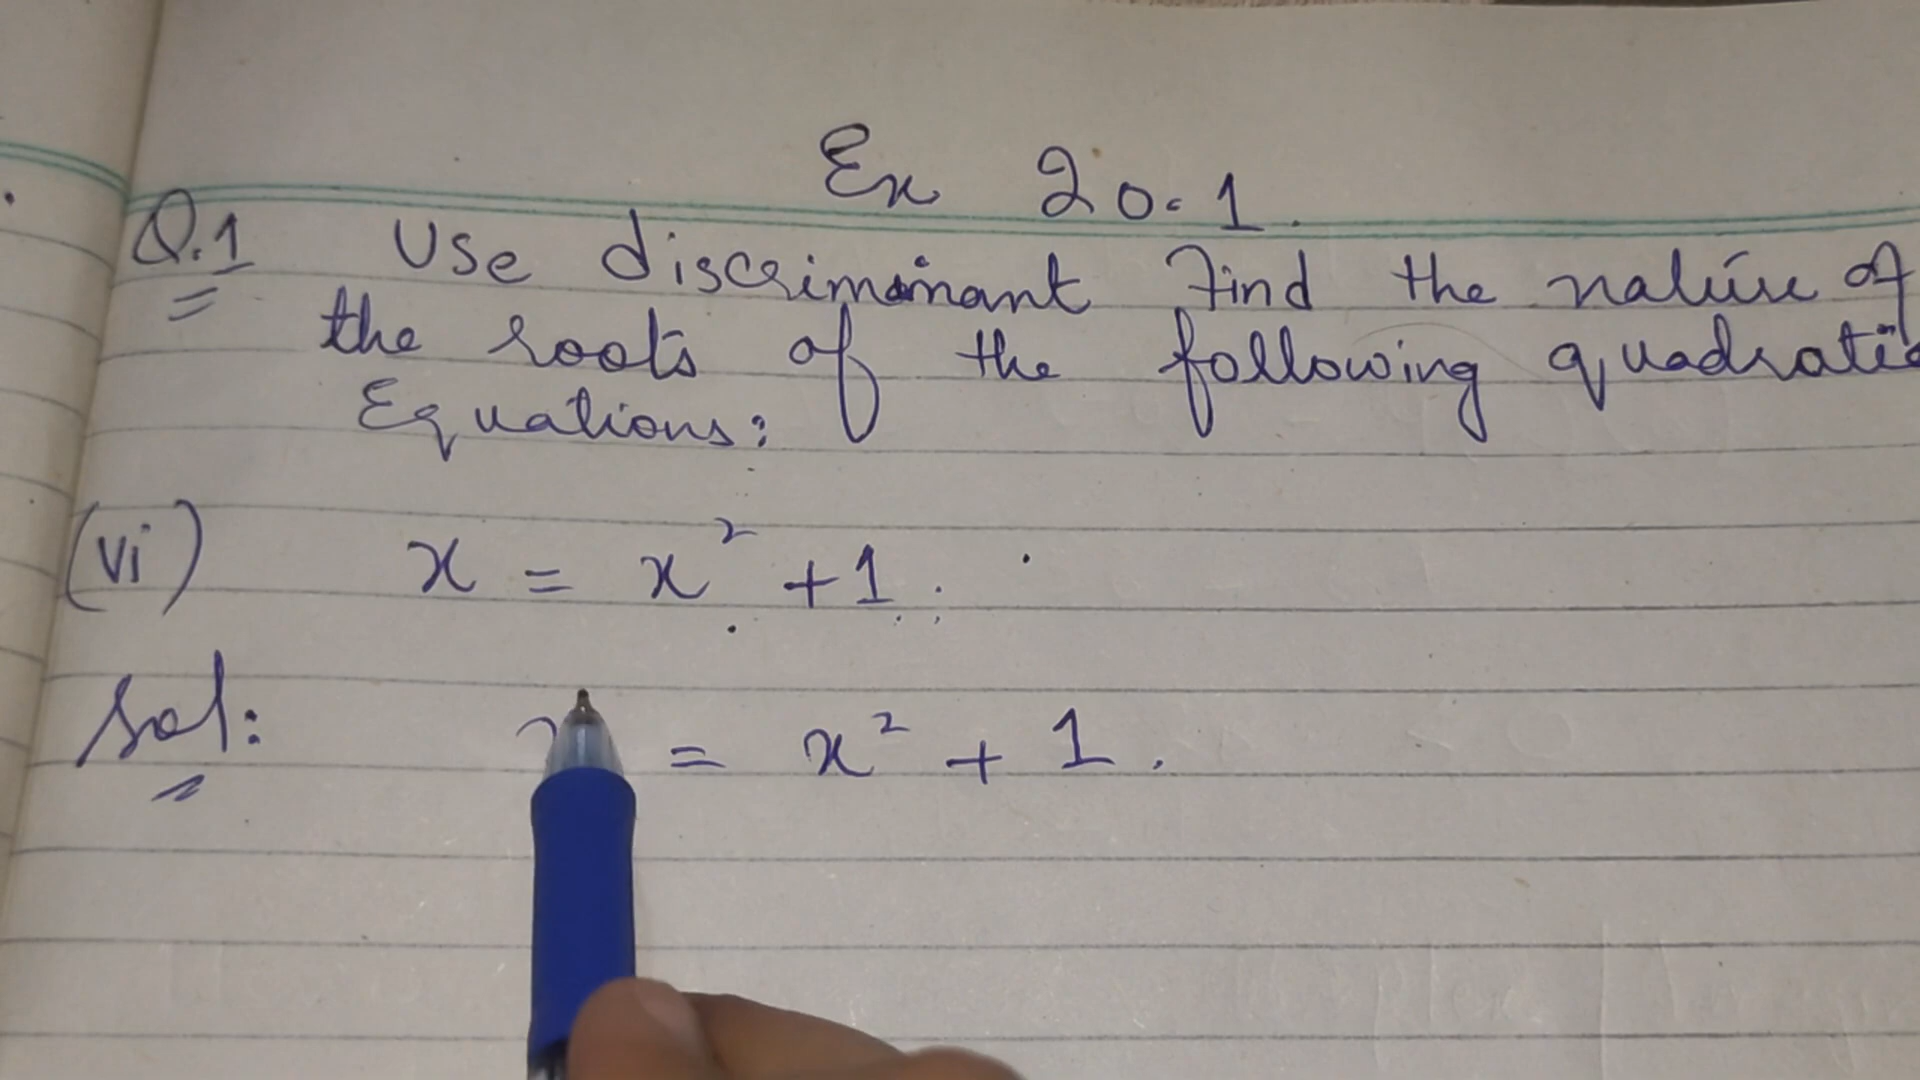 Ex 20.1.
Q.1 Use discriminant find the nature of
the roots of the following quadratic
Equations:
(vi) x = x² + 1.
Sol: x = x² + 1.